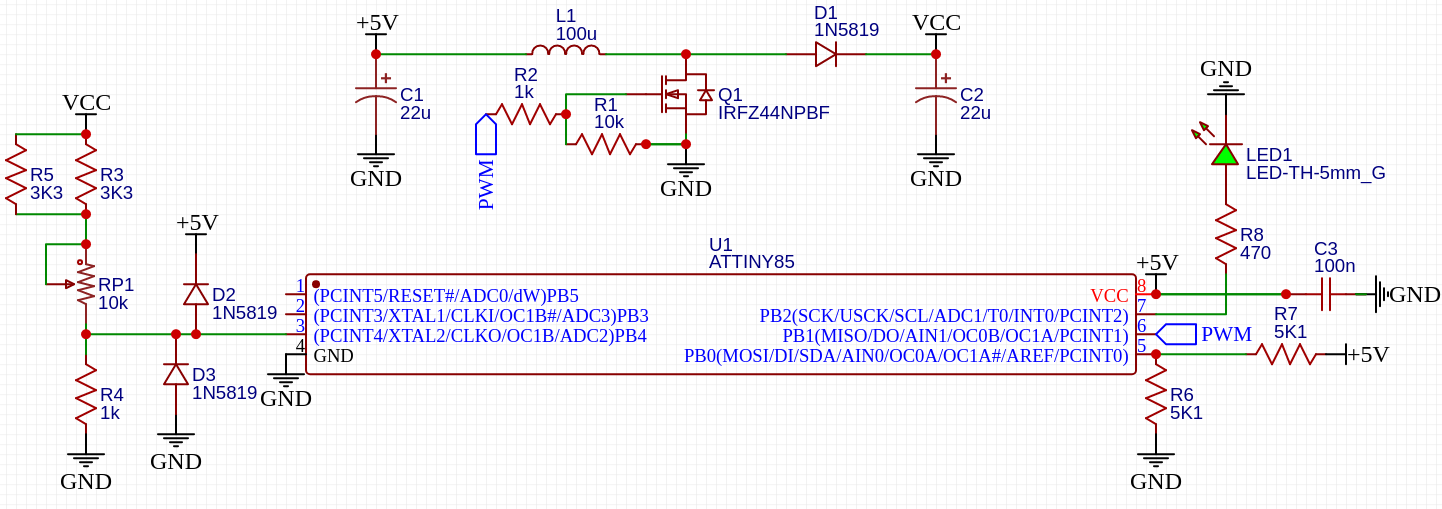 +5V
L1
100u
D1
1N5819
VCC
R2
1k
C1
22u
R1
10k
Q1
IRFZ44NPBF
C2
22u
PWM
GND
GND
GND
GND
LED1
LED-TH-5mm_G
R8
470
VCC
R5
3K3
R3
3K3
+5V
RP1
10k
D2
1N5819
D3
1N5819
R4
1k
GND
GND
GND
U1
ATTINY85
1
2
3
4
(PCINT5/RESET#/ADC0/dW)PB5
(PCINT3/XTAL1/CLKI/OC1B#/ADC3)PB3
(PCINT4/XTAL2/CLKO/OC1B/ADC2)PB4
GND
VCC
PB2(SCK/USCK/SCL/ADC1/T0/INT0/PCINT2)
PB1(MISO/DO/AIN1/OC0B/OC1A/PCINT1)
PB0(MOSI/DI/SDA/AIN0/OC0A/OC1A#/AREF/PCINT0)
8
7
6
5
+5V
C3
100n
GND
PWM
R7
5K1
+5V
R6
5K1
GND